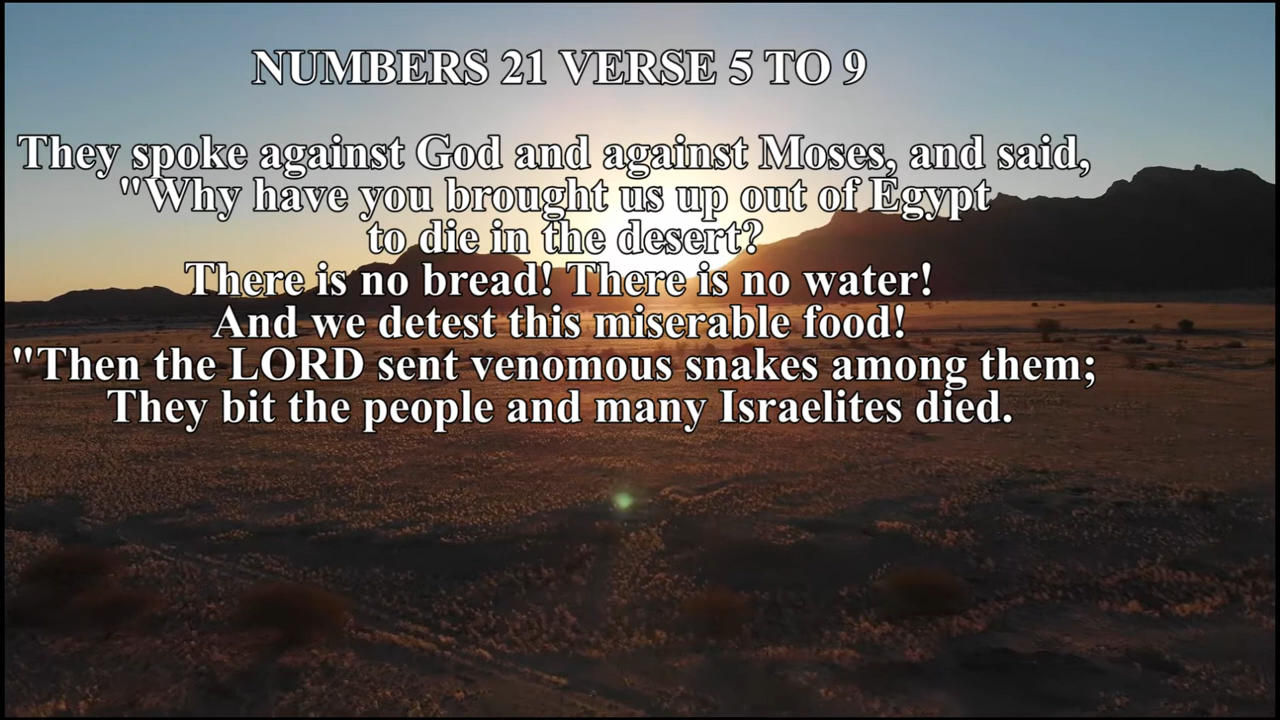 NUMBERS 21 VERSE 5 TO 9
They spoke against God and against Moses, and said,
"Why have you brought us up out of Egypt
to die in the desert?
There is no bread! There is no water!
And we detest this miserable food!
"Then the LORD sent venomous snakes among them;
They bit the people and many Israelites died.